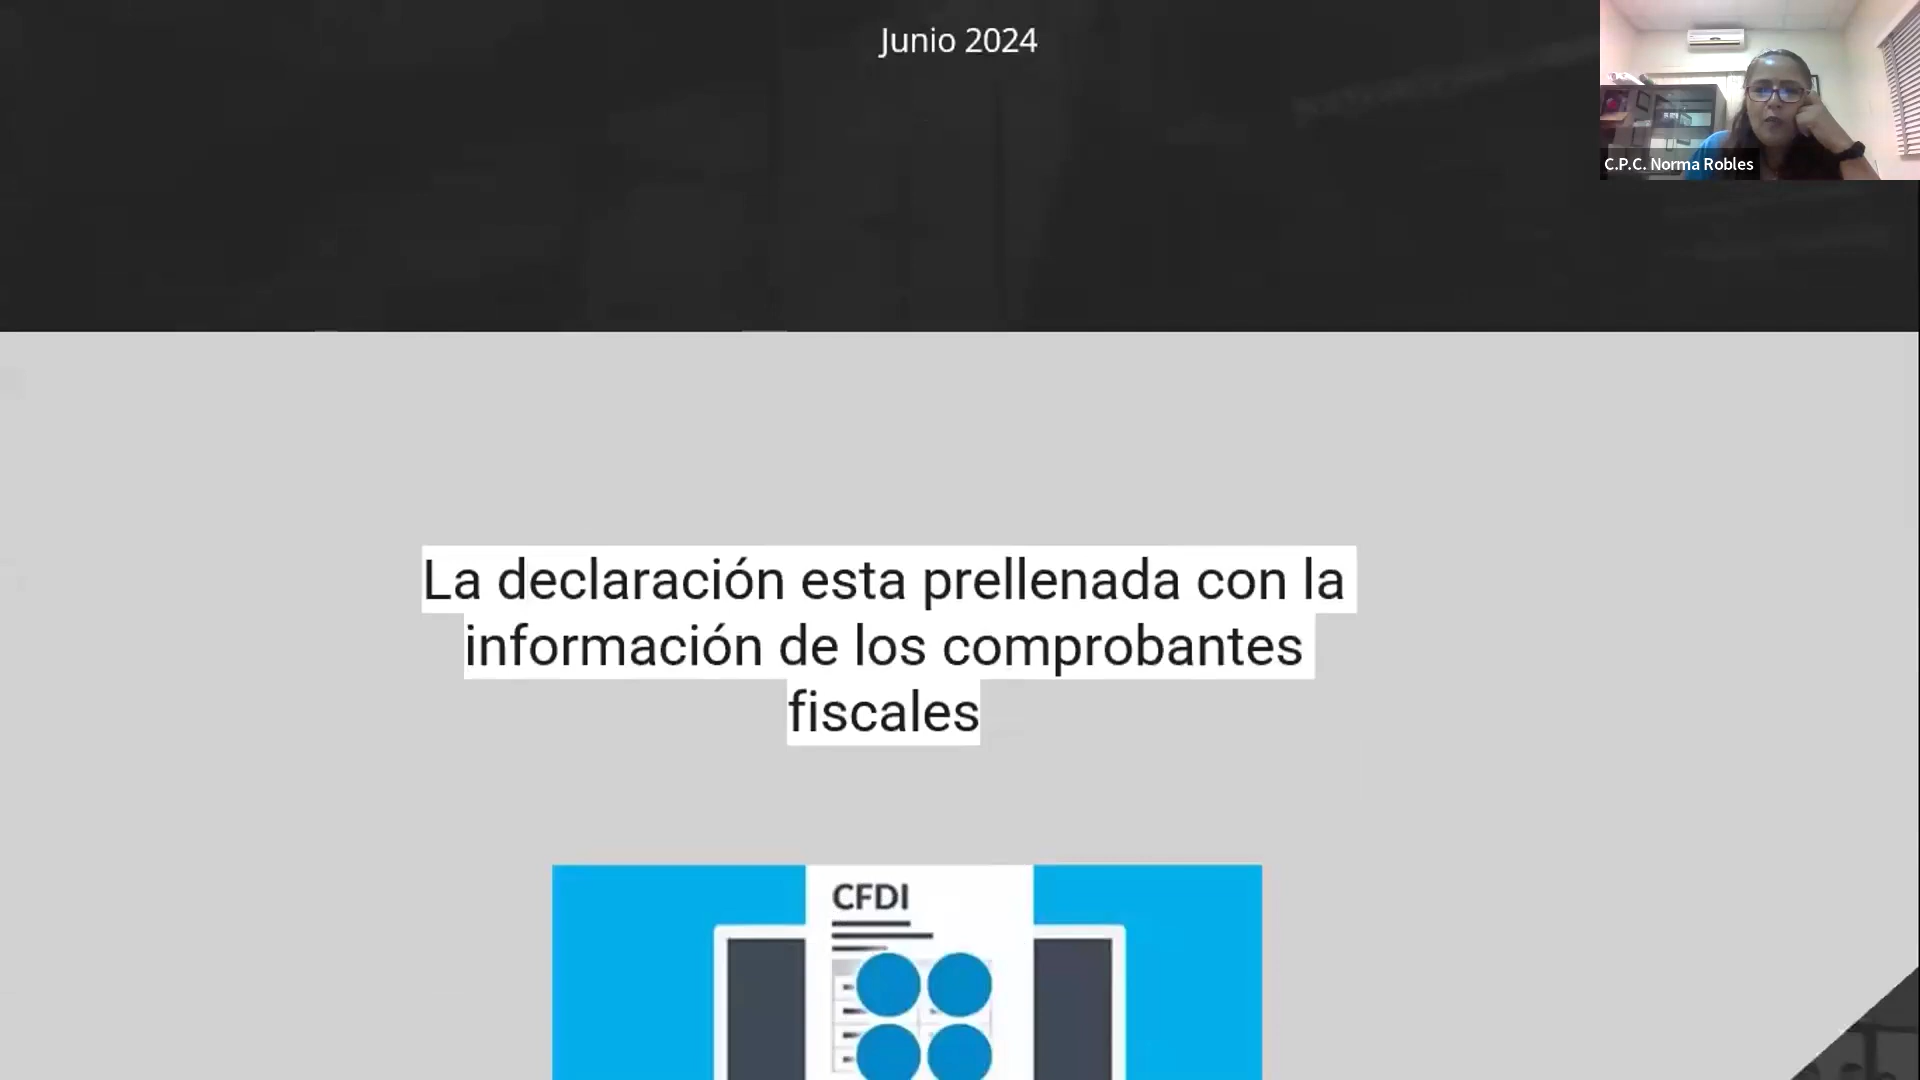 Junio 2024
C.P.C. Norma Robles
La declaración esta prellenada con la
información de los comprobantes
fiscales
CFDI